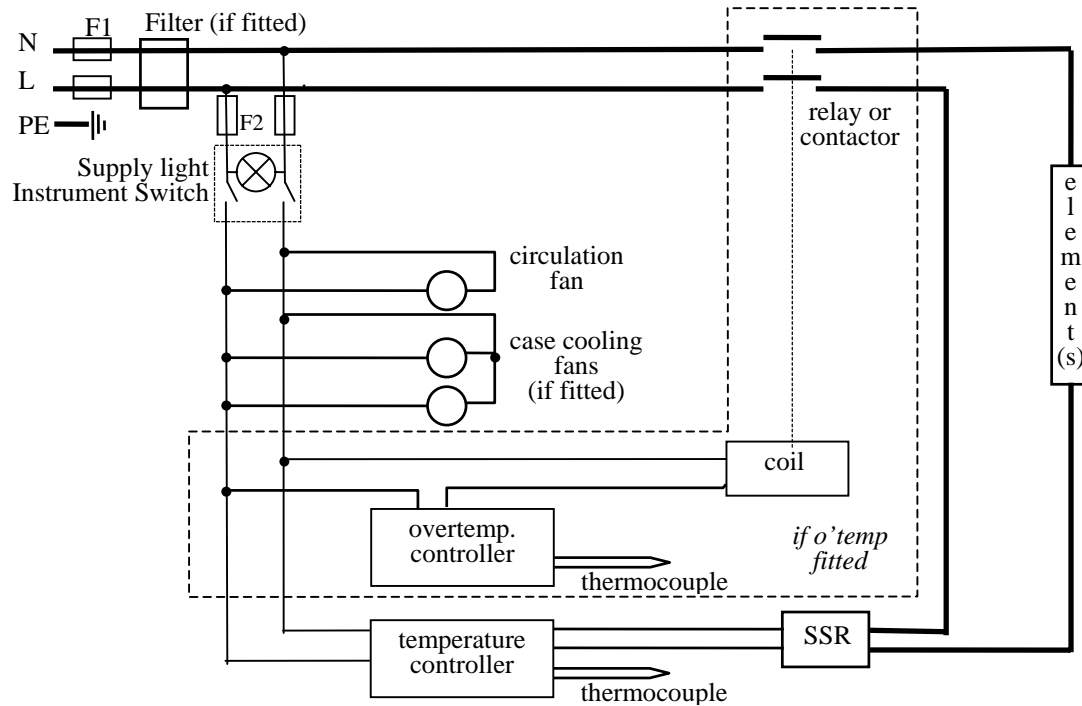 F1
Filter (if fitted)
N
L
PE
F2
relay or
contactor
Supply light
Instrument Switch
e
l
e
m
e
n
t
(s)
circulation
fan
case cooling
fans
(if fitted)
coil
overtemp.
controller
if o'temp
fitted
thermocouple
temperature
controller
SSR
thermocouple